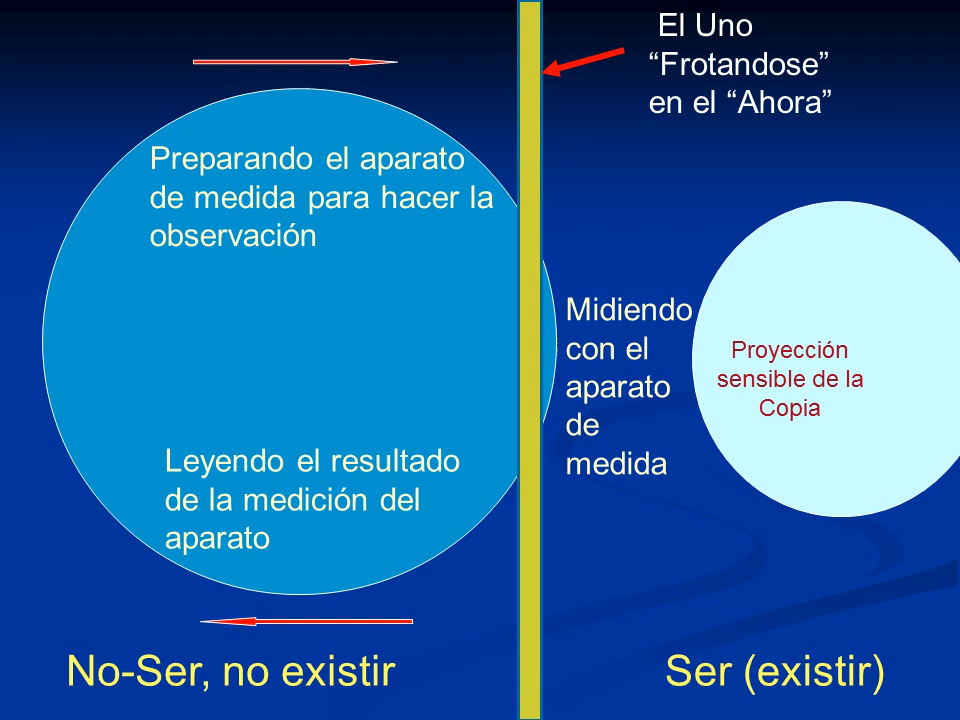 El Uno
“Frotandose”
en el “Ahora”
Preparando el aparato
de medida para hacer la
observación
Midiendo
con el
aparato
de
medida
Proyección
sensible de la
Copia
Leyendo el resultado
de la medición del
aparato
No-Ser, no existir
Ser (existir)